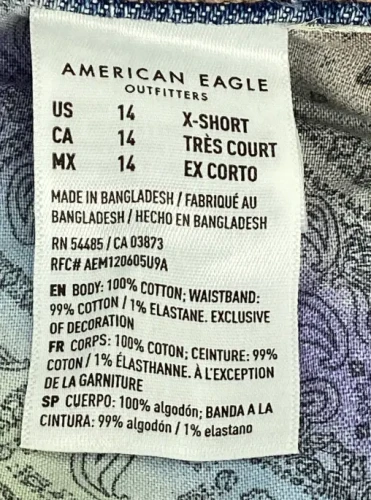 AMERICAN EAGLE
OUTFITTERS
US 14 X-SHORT
CA 14 TRÈS COURT
MX 14 EX CORTO
MADE IN BANGLADESH / FABRIQUÉ AU
BANGLADESH / HECHO EN BANGLADESH
RN 54485 / CA 03873
RFC# AEM120605U9A
EN BODY: 100% COTTON; WAISTBAND:
99% COTTON / 1% ELASTANE. EXCLUSIVE
OF DECORATION
FR CORPS: 100% COTON; CEINTURE: 99%
COTON / 1% ÉLASTHANNE. À L'EXCEPTION
DE LA GARNITURE
SP CUERPO: 100% algodón; BANDA A LA
CINTURA: 99% algodón / 1% elastano